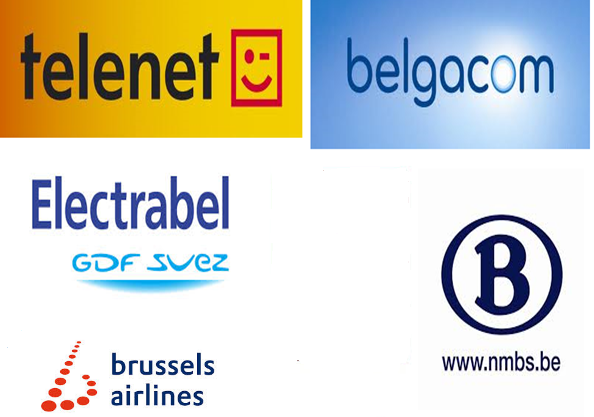 telenet
belgacom
Electrabel
GDF SUEZ
B
www.nmbs.be
brussels
airlines